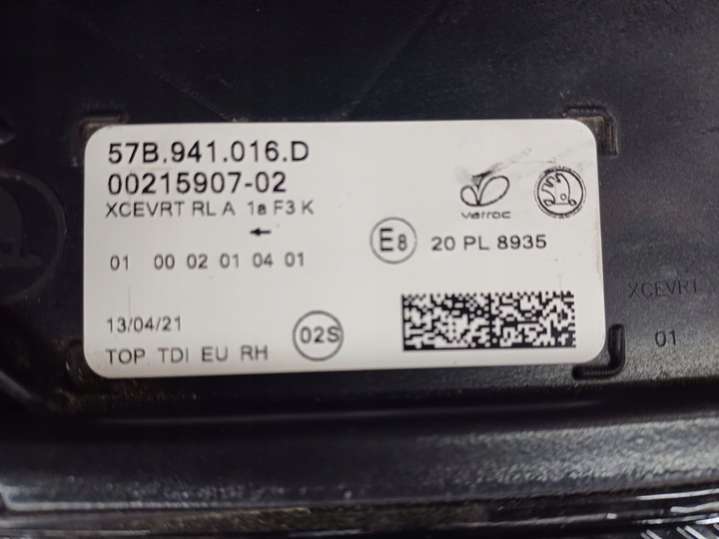 57B.941.016.D
00215907-02
XCEVRT RL A 1a F3 K
01 00 02 01 04 01
13/04/21
TOP TDI EU RH
02S
varroc
E8
20 PL 8935
XCEVRT
01